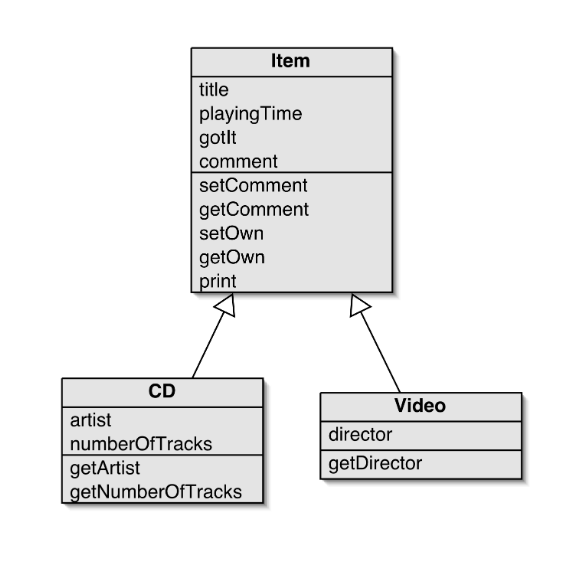 Item
title
playingTime
gotIt
comment
setComment
getComment
setOwn
getOwn
print
CD
artist
numberOfTracks
getArtist
getNumberOfTracks
Video
director
getDirector